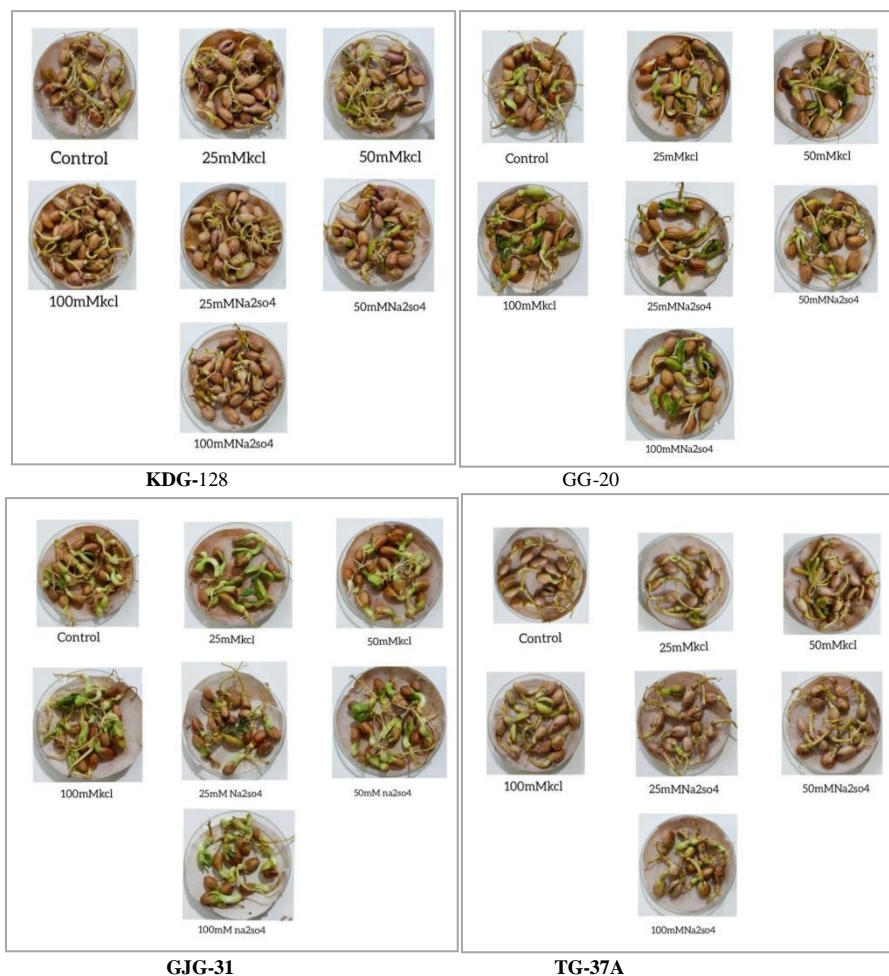 Control
25mMkcl
50mMkcl
100mMkcl
25mMNa2so4
50mMNa2so4
100mMNa2so4
KDG-128
Control
25mMkcl
50mMkcl
100mMkcl
25mMNa2so4
50mMNa2so4
100mMNa2so4
GG-20
Control
25mMkcl
50mMkcl
100mMkcl
25mM Na2so4
50mM na2so4
100mM na2so4
GJG-31
Control
25mMkcl
50mMkcl
100mMkcl
25mMNa2so4
50mMNa2so4
100mMNa2so4
TG-37A